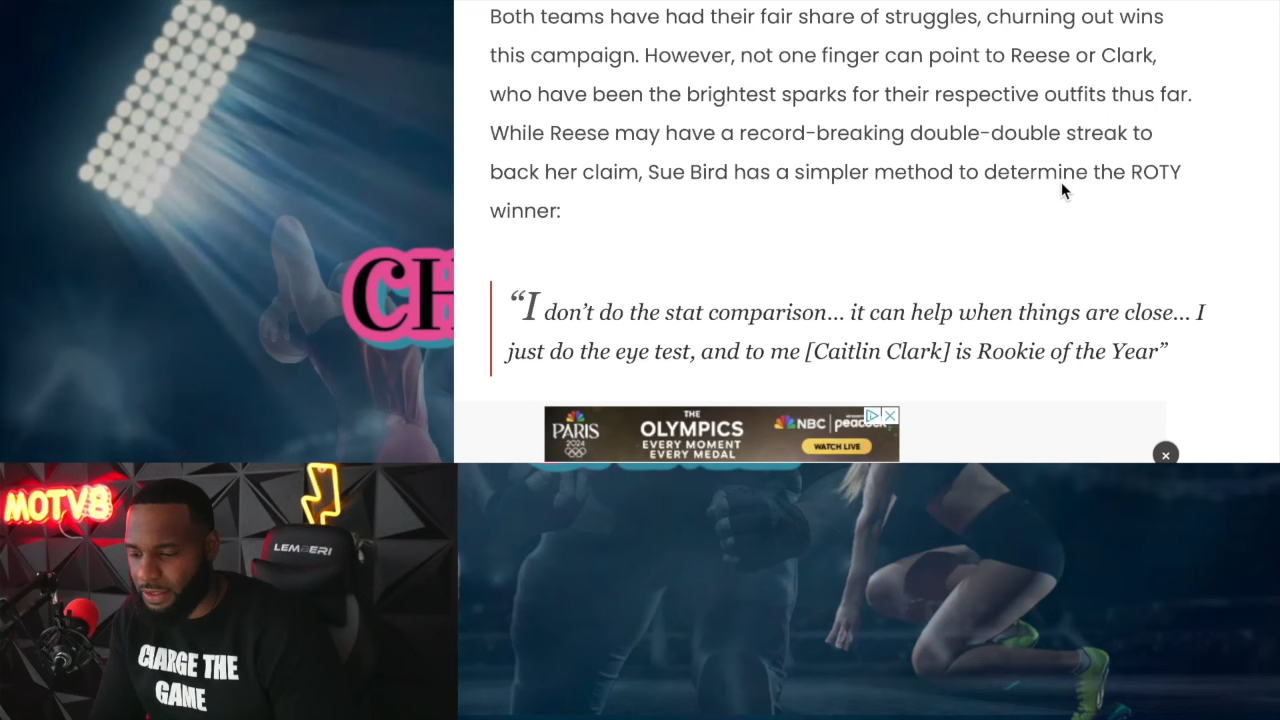 Both teams have had their fair share of struggles, churning out wins
this campaign. However, not one finger can point to Reese or Clark,
who have been the brightest sparks for their respective outfits thus far.
While Reese may have a record-breaking double-double streak to
back her claim, Sue Bird has a simpler method to determine the ROTY
winner:
CH
“I don’t do the stat comparison... it can help when things are close... I
just do the eye test, and to me [Caitlin Clark] is Rookie of the Year”
PARIS
2024
THE
OLYMPICS
EVERY MOMENT
EVERY MEDAL
NBC
WATCH LIVE
MOTV8
LEMBERI
CHARGE THE
GAME